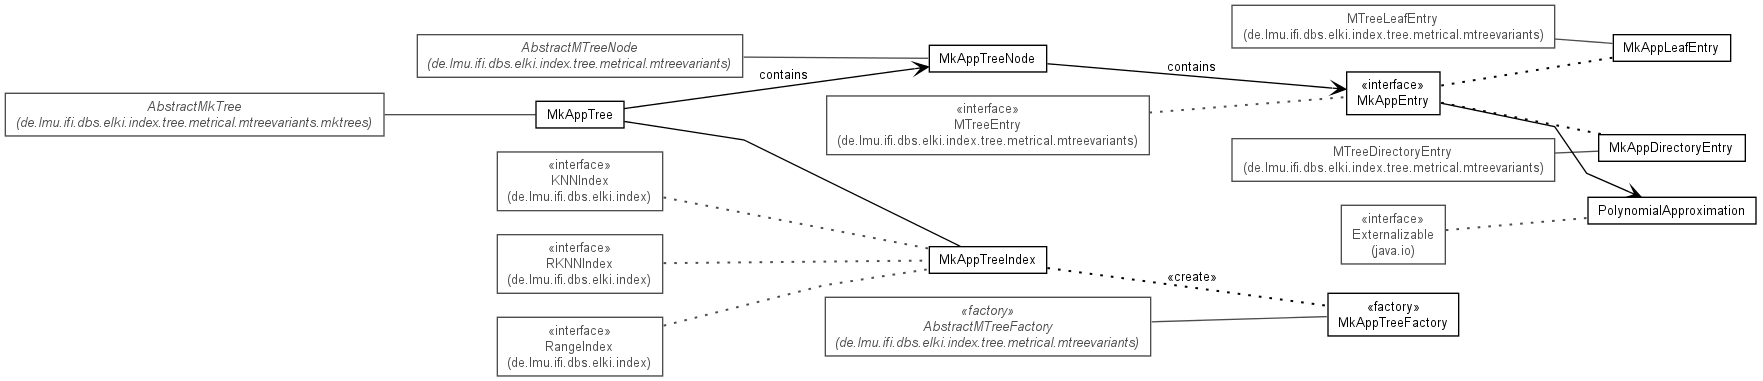 MTreeLeafEntry
(de.lmu.ifi.dbs.elki.index.tree.metrical.mtreevariants)
MkAppLeafEntry
AbstractMTreeNode
(de.lmu.ifi.dbs.elki.index.tree.metrical.mtreevariants)
MkAppTreeNode
contains
contains
«interface»
MkAppEntry
AbstractMkTree
(de.lmu.ifi.dbs.elki.index.tree.metrical.mtreevariants.mktrees)
MkAppTree
«interface»
MTreeEntry
(de.lmu.ifi.dbs.elki.index.tree.metrical.mtreevariants)
MTreeDirectoryEntry
(de.lmu.ifi.dbs.elki.index.tree.metrical.mtreevariants)
MkAppDirectoryEntry
«interface»
KNNIndex
(de.lmu.ifi.dbs.elki.index)
«interface»
Externalizable
(java.io)
PolynomialApproximation
«interface»
RKNNIndex
(de.lmu.ifi.dbs.elki.index)
MkAppTreeIndex
«create»
«factory»
AbstractMTreeFactory
(de.lmu.ifi.dbs.elki.index.tree.metrical.mtreevariants)
«factory»
MkAppTreeFactory
«interface»
RangeIndex
(de.lmu.ifi.dbs.elki.index)